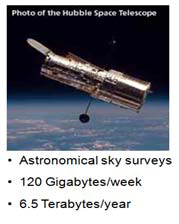 Photo of the Hubble Space Telescope
• Astronomical sky surveys
• 120 Gigabytes/week
• 6.5 Terabytes/year